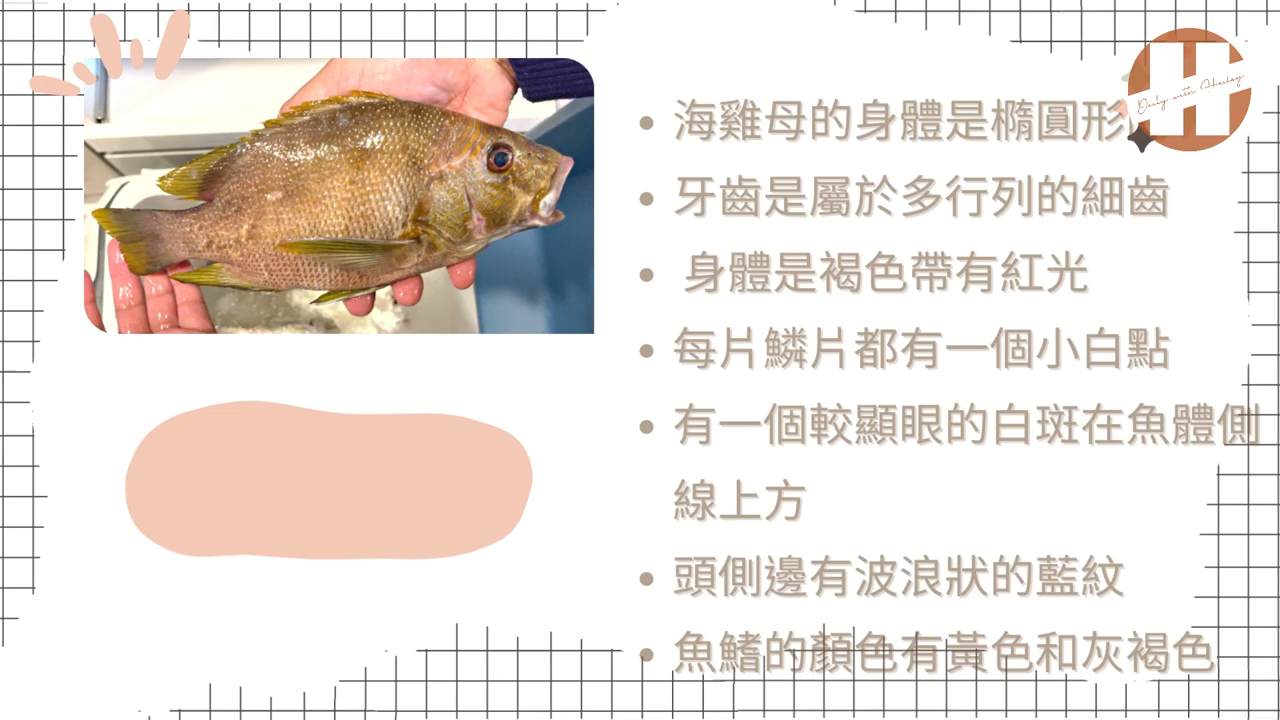 海雞母的身體是橢圓形
牙齒是屬於多行列的細齒
身體是褐色帶有紅光
每片鱗片都有一個小白點
有一個較顯眼的白斑在魚體側
線上方
頭側邊有波浪狀的藍紋
魚鰭的顏色有黃色和灰褐色
H
Daily with Huxley